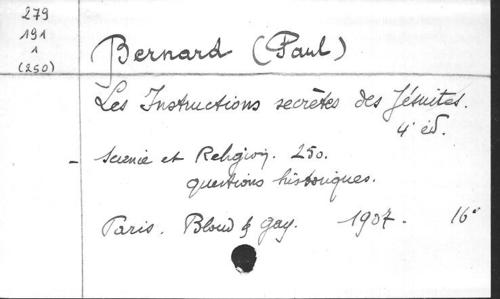 279
191
1
(250)
Bernard (Paul)
Les Instructions secrètes des Jésuites.
4e éd.
- Science et Religion. 250.
questions historiques.
Paris. Bloud & Gay. 1907. 16°